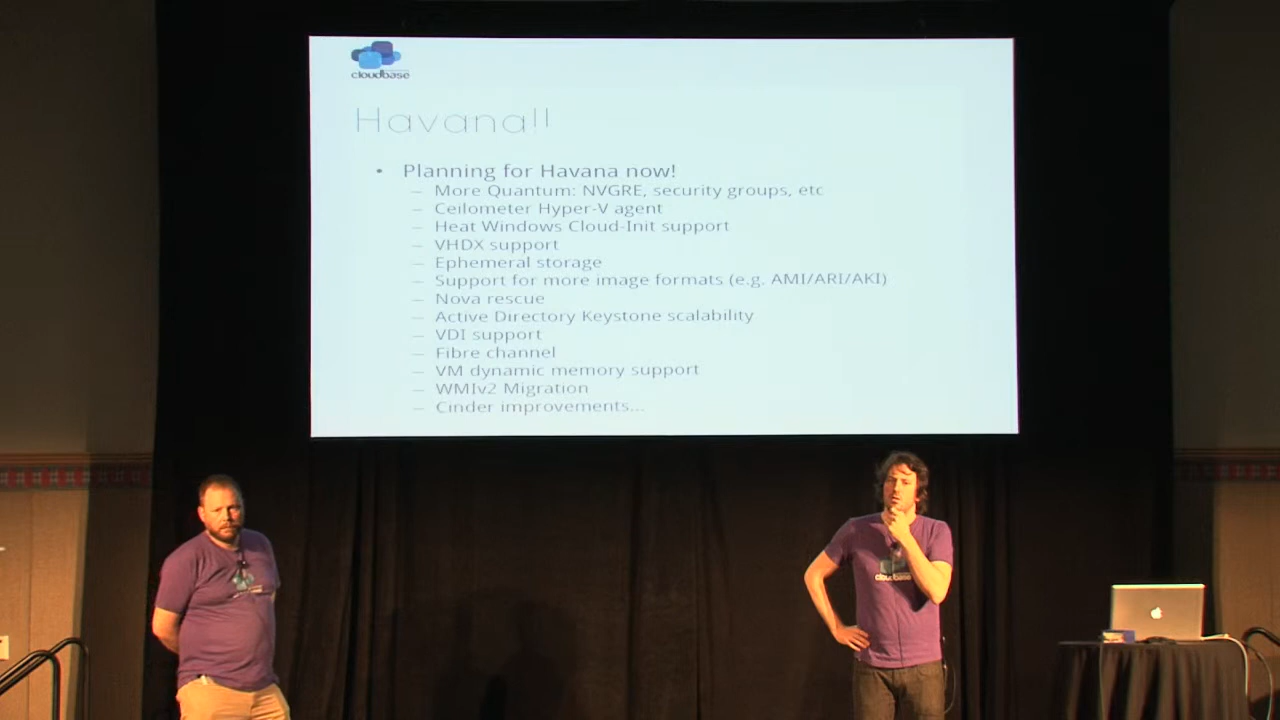 cloudbase
Havana!!
• Planning for Havana now!
– More Quantum: NVGRE, security groups, etc
– Ceilometer Hyper-V agent
– Heat Windows Cloud-Init support
– VHDX support
– Ephemeral storage
– Support for more image formats (e.g. AMI/ARI/AKI)
– Nova rescue
– Active Directory Keystone scalability
– VDI support
– Fibre channel
– VM dynamic memory support
– WMIv2 Migration
– Cinder improvements...
cloudbase